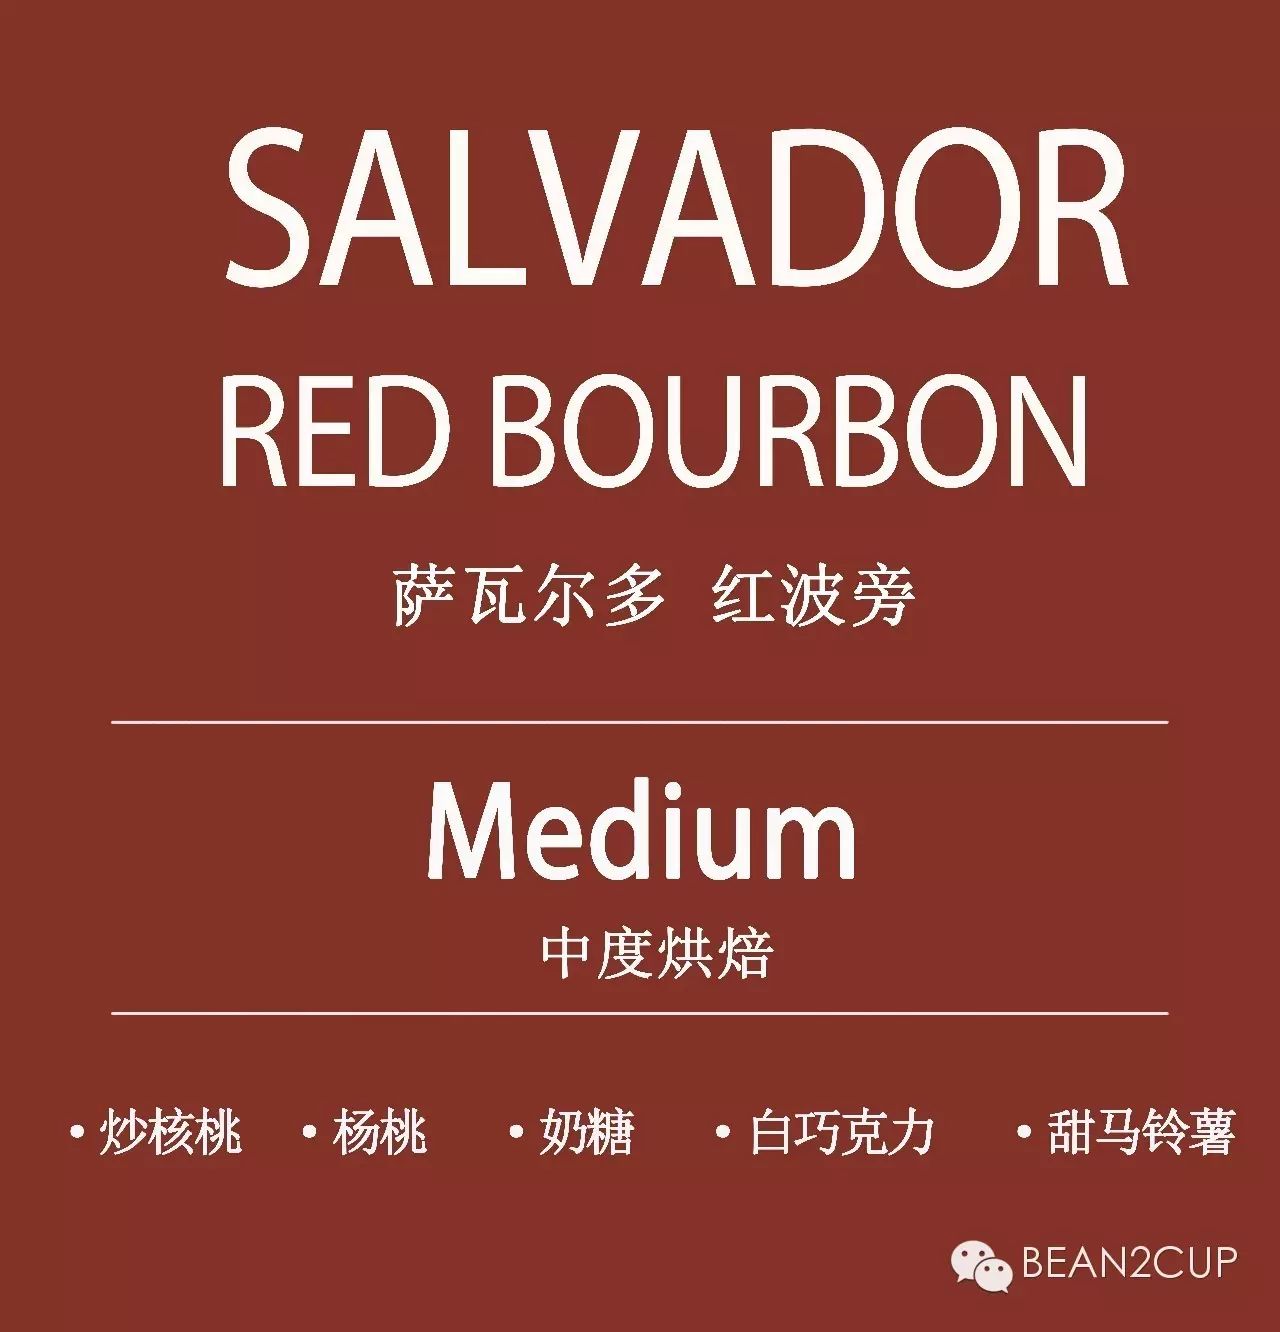 SALVADOR
RED BOURBON
萨瓦尔多 红波旁
Medium
中度烘焙
• 炒核桃 • 杨桃 • 奶糖 • 白巧克力 • 甜马铃薯
BEAN2CUP